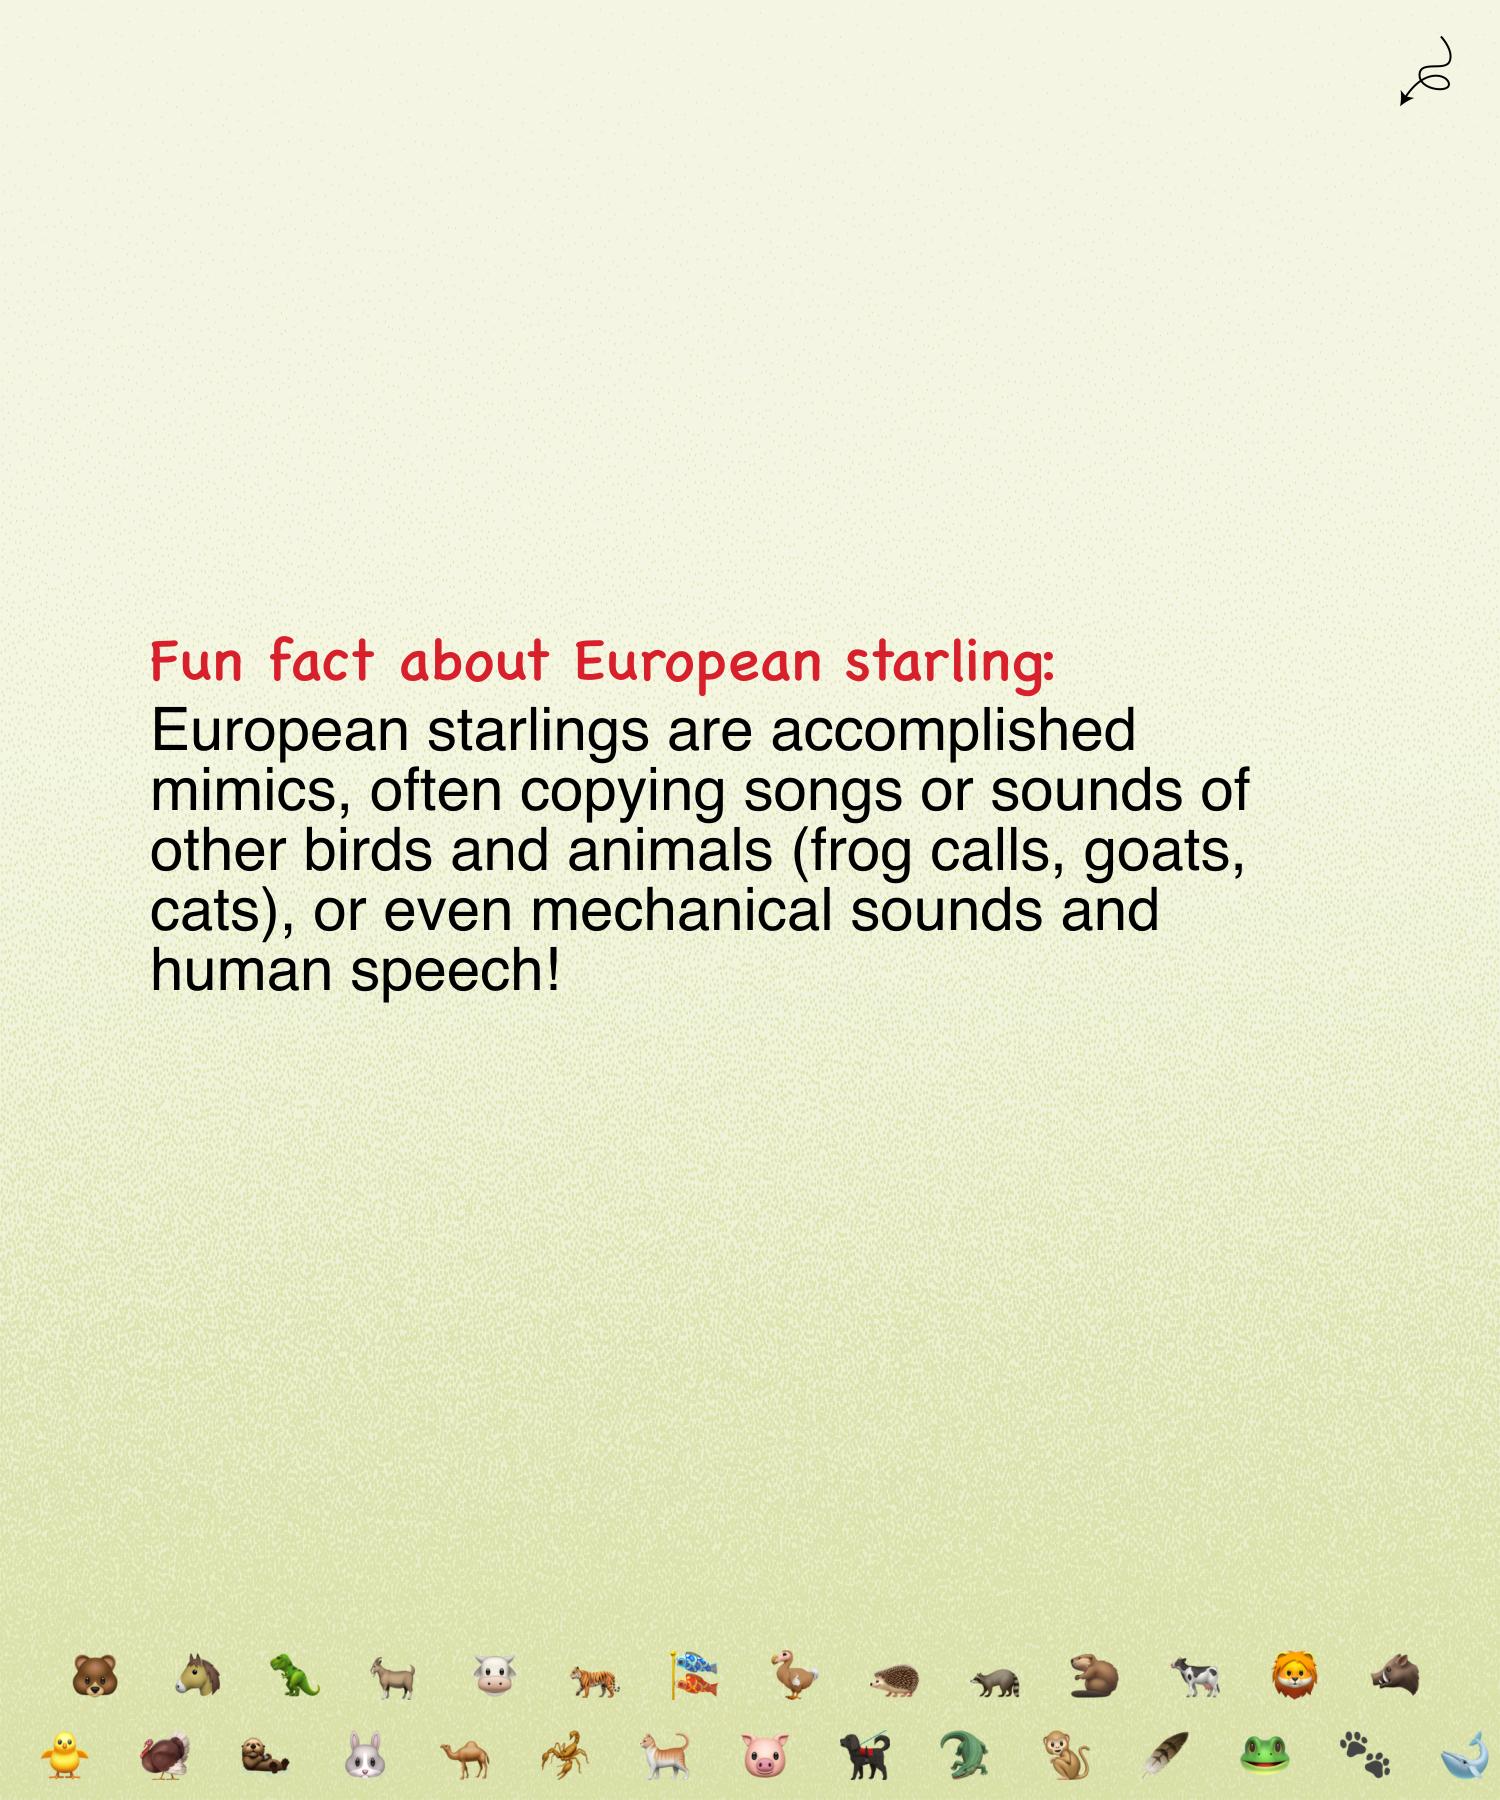 Fun fact about European starling:
European starlings are accomplished
mimics, often copying songs or sounds of
other birds and animals (frog calls, goats,
cats), or even mechanical sounds and
human speech!